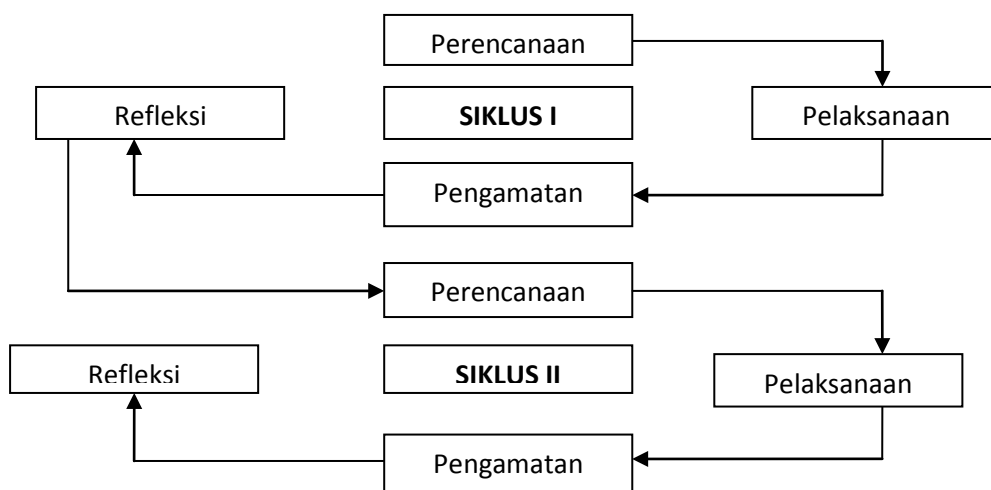 Perencanaan
Refleksi
SIKLUS I
Pelaksanaan
Pengamatan
Perencanaan
Refleksi
SIKLUS II
Pelaksanaan
Pengamatan